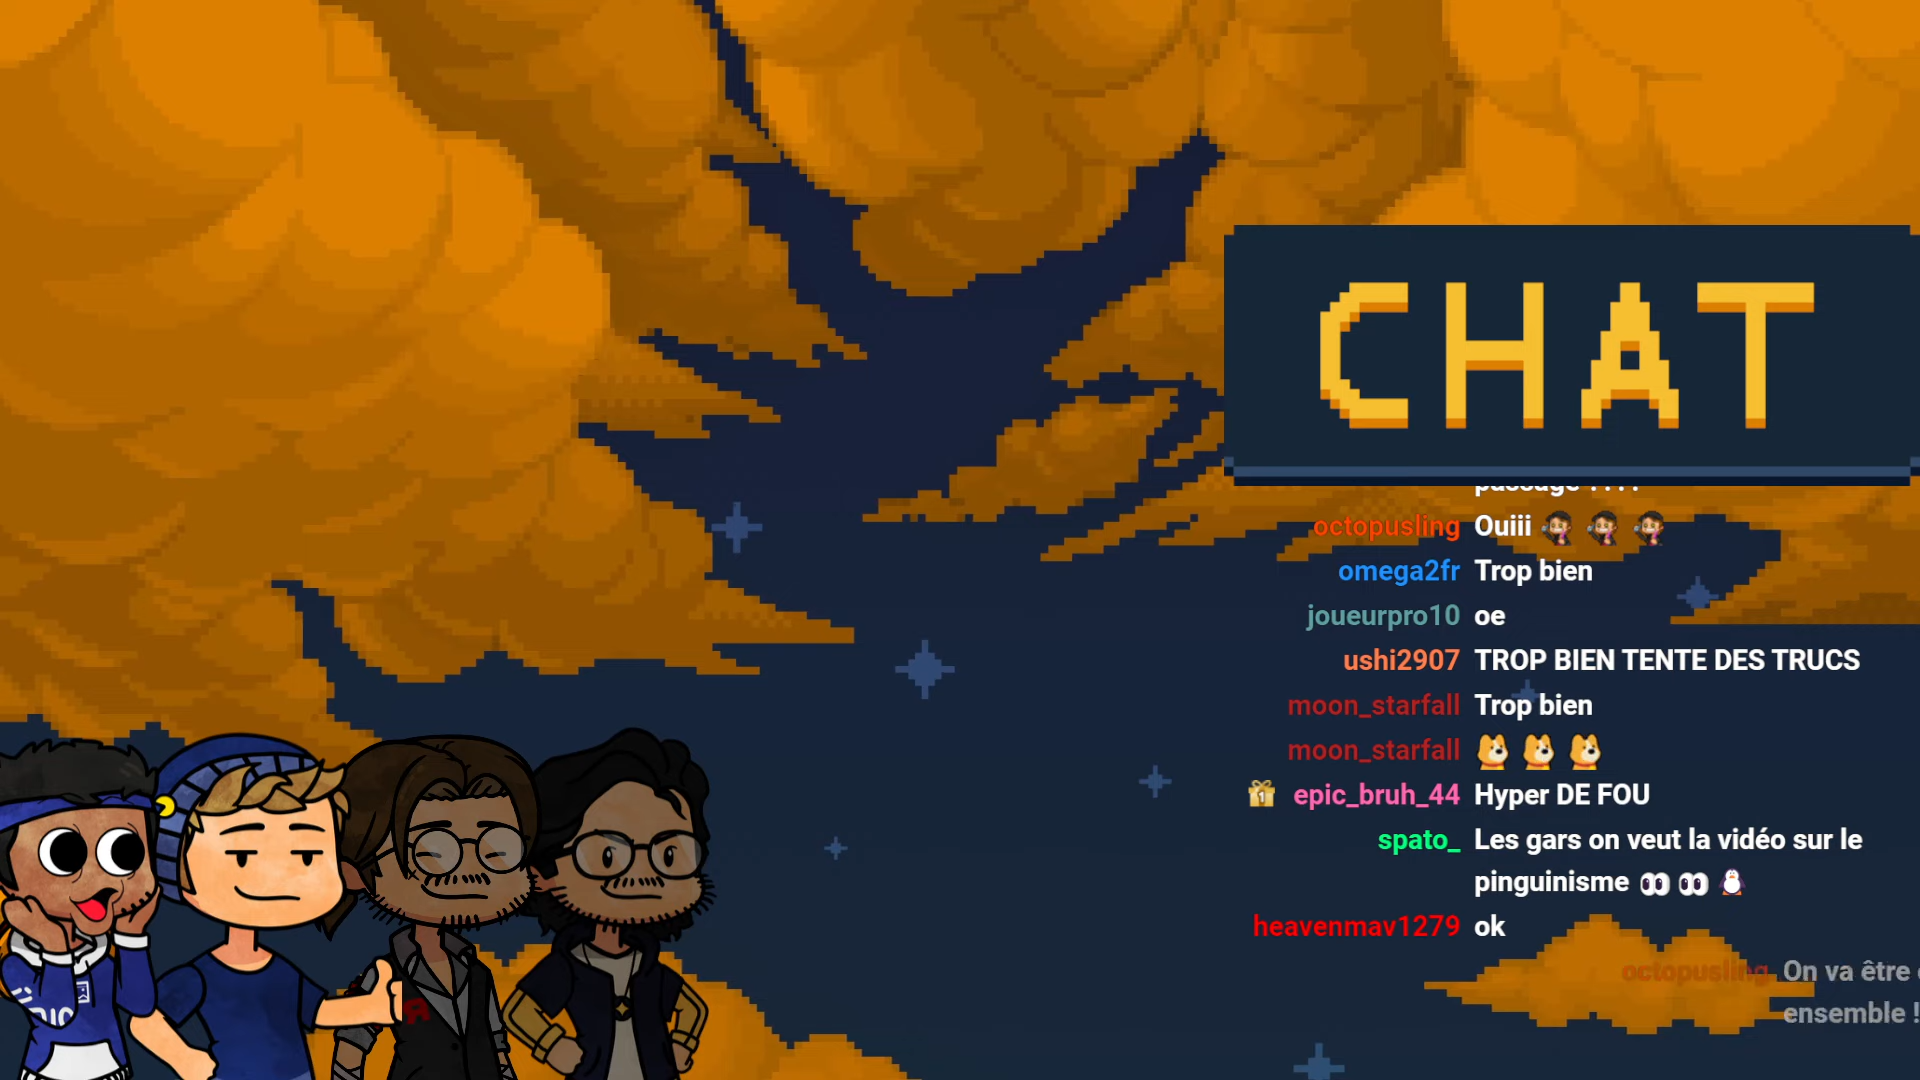 CHAT
octopusling Ouiii
omega2fr Trop bien
joueurpro10 oe
ushi2907 TROP BIEN TENTE DES TRUCS
moon_starfall Trop bien
moon_starfall
1 epic_bruh_44 Hyper DE FOU
spato_ Les gars on veut la vidéo sur le
pinguinisme
heavenmav1279 ok
octopusling On va être
ensemble !